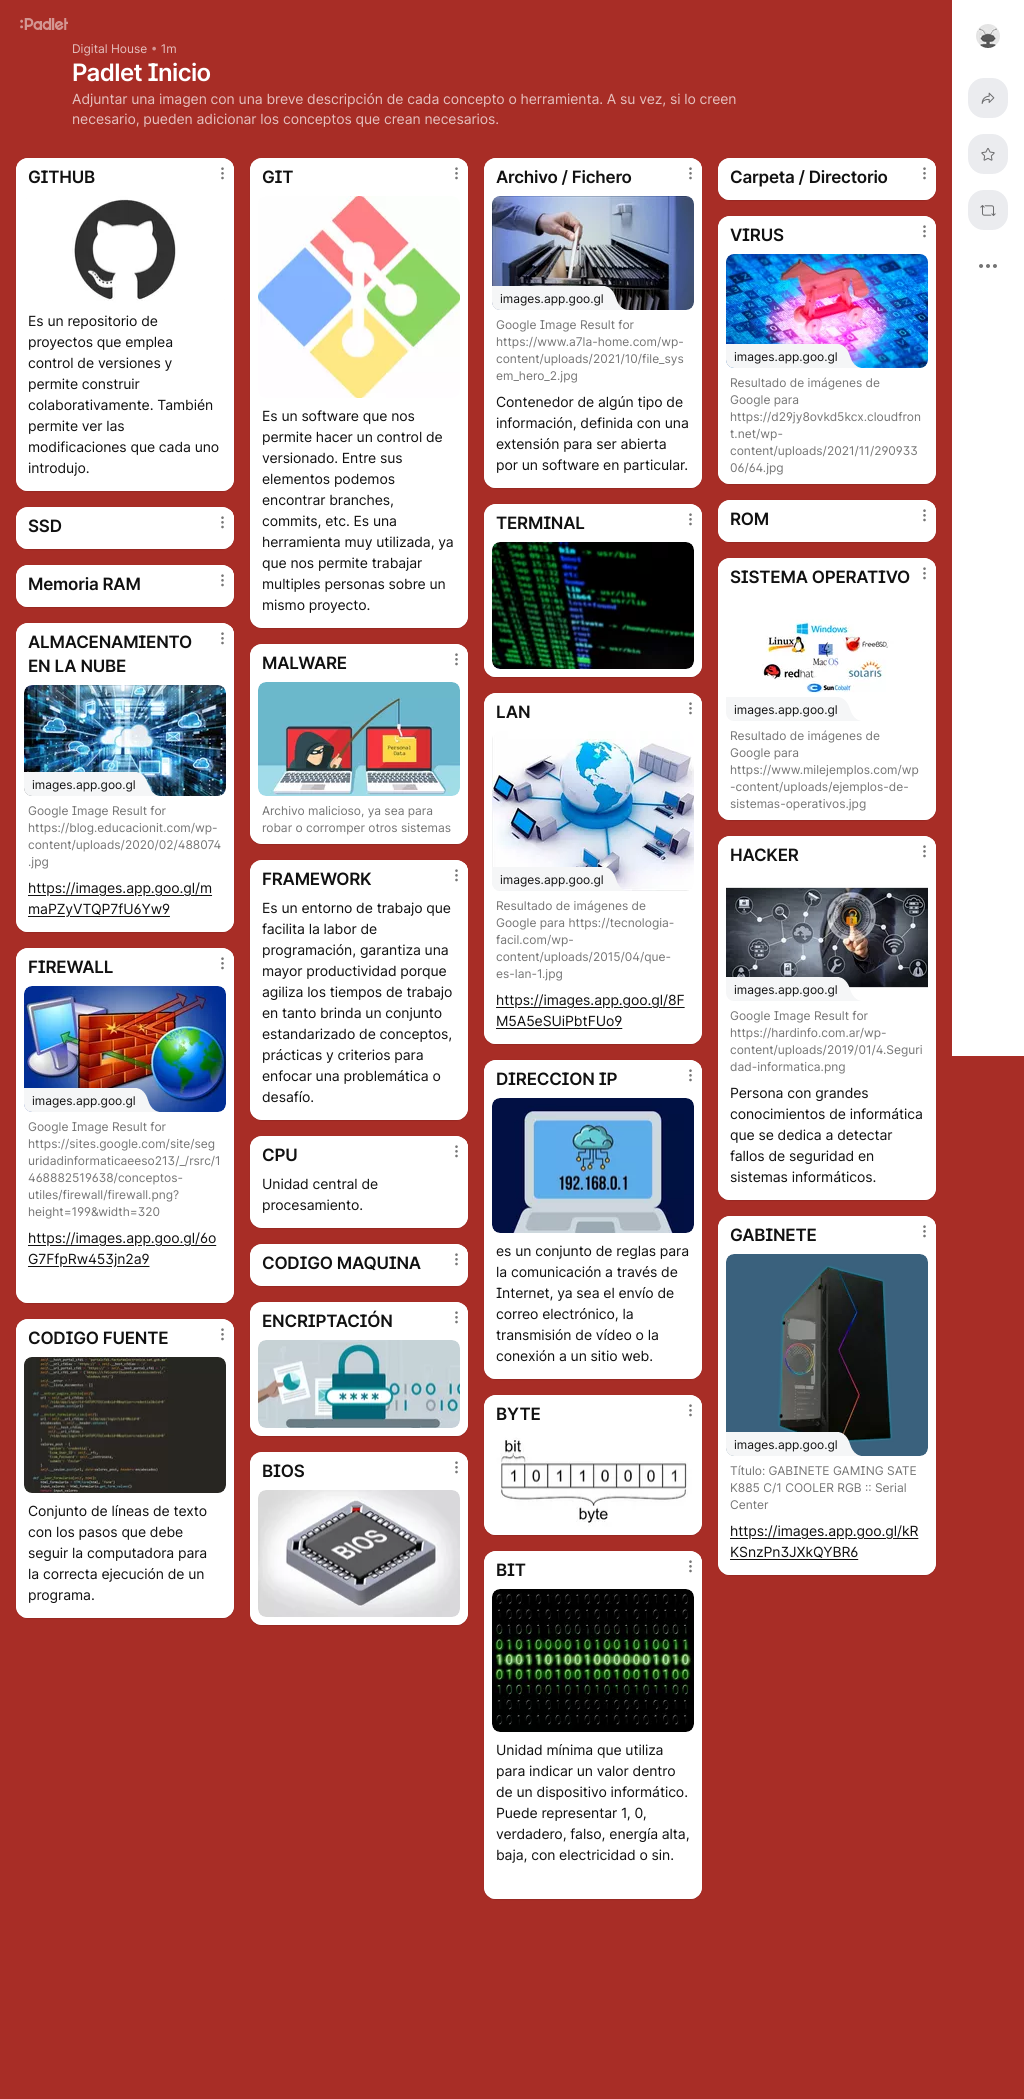 :Padlet
Digital House • 1m
Padlet Inicio
Adjuntar una imagen con una breve descripción de cada concepto o herramienta. A su vez, si lo creen
necesario, pueden adicionar los conceptos que crean necesarios.
GITHUB
Es un repositorio de
proyectos que emplea
control de versiones y
permite construir
colaborativamente. También
permite ver las
modificaciones que cada uno
introdujo.
SSD
Memoria RAM
ALMACENAMIENTO
EN LA NUBE
images.app.goo.gl
Google Image Result for
https://blog.educacionit.com/wp-
content/uploads/2020/02/488074
.jpg
https://images.app.goo.gl/m
maPZyVTQP7fU6Yw9
FIREWALL
images.app.goo.gl
Google Image Result for
https://sites.google.com/site/seg
uridadinformaticaeeso213/_/rsrc/1
468882519638/conceptos-
utiles/firewall/firewall.png?
height=199&width=320
https://images.app.goo.gl/6o
G7FfpRw453jn2a9
CODIGO FUENTE
Conjunto de líneas de texto
con los pasos que debe
seguir la computadora para
la correcta ejecución de un
programa.
GIT
Es un software que nos
permite hacer un control de
versionado. Entre sus
elementos podemos
encontrar branches,
commits, etc. Es una
herramienta muy utilizada, ya
que nos permite trabajar
multiples personas sobre un
mismo proyecto.
MALWARE
Personal
Data
Archivo malicioso, ya sea para
robar o corromper otros sistemas
FRAMEWORK
Es un entorno de trabajo que
facilita la labor de
programación, garantiza una
mayor productividad porque
agiliza los tiempos de trabajo
en tanto brinda un conjunto
estandarizado de conceptos,
prácticas y criterios para
enfocar una problemática o
desafío.
CPU
Unidad central de
procesamiento.
CODIGO MAQUINA
ENCRIPTACIÓN
****
BIOS
BIOS
Archivo / Fichero
images.app.goo.gl
Google Image Result for
https://www.a7la-home.com/wp-
content/uploads/2021/10/file_sys
em_hero_2.jpg
Contenedor de algún tipo de
información, definida con una
extensión para ser abierta
por un software en particular.
TERMINAL
LAN
images.app.goo.gl
Resultado de imágenes de
Google para https://tecnologia-
facil.com/wp-
content/uploads/2015/04/que-
es-lan-1.jpg
https://images.app.goo.gl/8F
M5A5eSUiPbtFUo9
DIRECCION IP
192.168.0.1
es un conjunto de reglas para
la comunicación a través de
Internet, ya sea el envío de
correo electrónico, la
transmisión de vídeo o la
conexión a un sitio web.
BYTE
bit
1 0 1 1 0 0 0 1
byte
BIT
Unidad mínima que utiliza
para indicar un valor dentro
de un dispositivo informático.
Puede representar 1, 0,
verdadero, falso, energía alta,
baja, con electricidad o sin.
Carpeta / Directorio
VIRUS
images.app.goo.gl
Resultado de imágenes de
Google para
https://d29jy8ovkd5kcx.cloudfron
t.net/wp-
content/uploads/2021/11/290933
06/64.jpg
ROM
SISTEMA OPERATIVO
Windows
Linux
FreeBSD
Mac OS
redhat
solaris
Sun Cobalt
images.app.goo.gl
Resultado de imágenes de
Google para
https://www.milejemplos.com/wp
-content/uploads/ejemplos-de-
sistemas-operativos.jpg
HACKER
images.app.goo.gl
Google Image Result for
https://hardinfo.com.ar/wp-
content/uploads/2019/01/4.Seguri
dad-informatica.png
Persona con grandes
conocimientos de informática
que se dedica a detectar
fallos de seguridad en
sistemas informáticos.
GABINETE
images.app.goo.gl
Título: GABINETE GAMING SATE
K885 C/1 COOLER RGB :: Serial
Center
https://images.app.goo.gl/kR
KSnzPn3JXkQYBR6